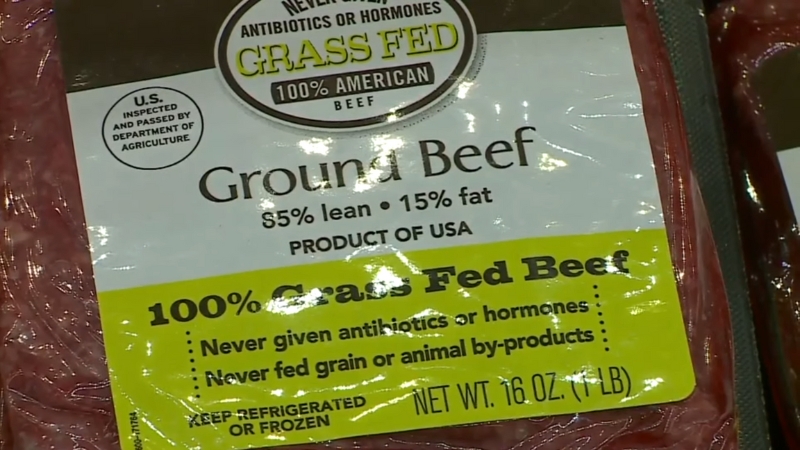 NEVER GIVEN
ANTIBIOTICS OR HORMONES
GRASS FED
100% AMERICAN
BEEF
U.S.
INSPECTED
AND PASSED BY
DEPARTMENT OF
AGRICULTURE
Ground Beef
85% lean • 15% fat
PRODUCT OF USA
100% Grass Fed Beef
Never given antibiotics or hormones
Never fed grain or animal by-products
KEEP REFRIGERATED
OR FROZEN
NET WT. 16 OZ. (1 LB)